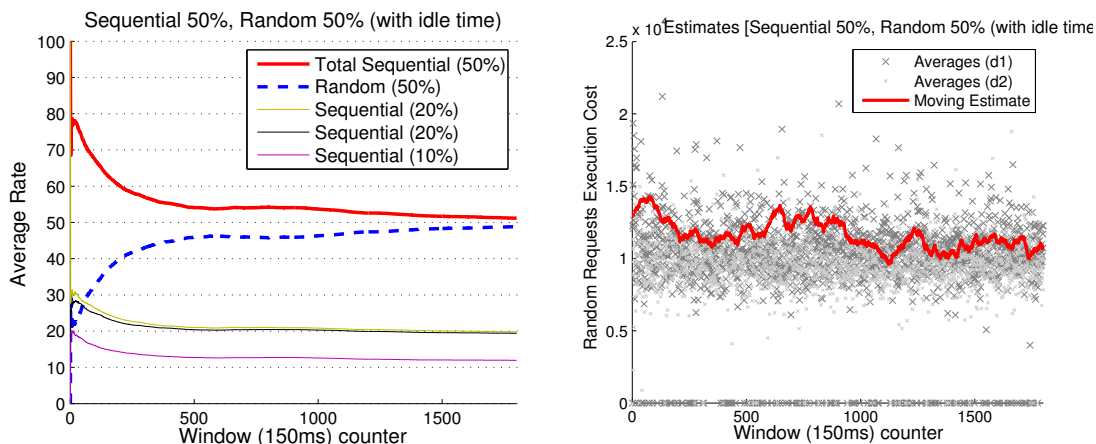 Sequential 50%, Random 50% (with idle time)
100
90
80
70
60
50
40
30
20
10
0
Average Rate
Total Sequential (50%)
Random (50%)
Sequential (20%)
Sequential (20%)
Sequential (10%)
0
500
1000
1500
Window (150ms) counter
x 10
Estimates [Sequential 50%, Random 50% (with idle time
2.5
2
1.5
1
0.5
0
Random Requests Execution Cost
Averages (d1)
Averages (d2)
Moving Estimate
0
500
1000
1500
Window (150ms) counter